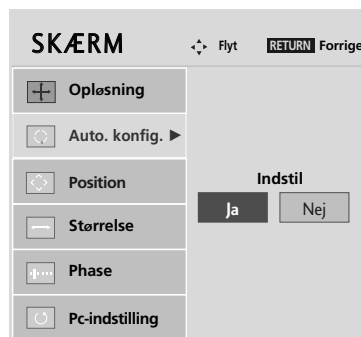 SKÆRM
Flyt RETURN Forrige
Opløsning
Auto. konfig. ►
Position
Størrelse
Phase
Pc-indstilling
Indstil
Ja Nej